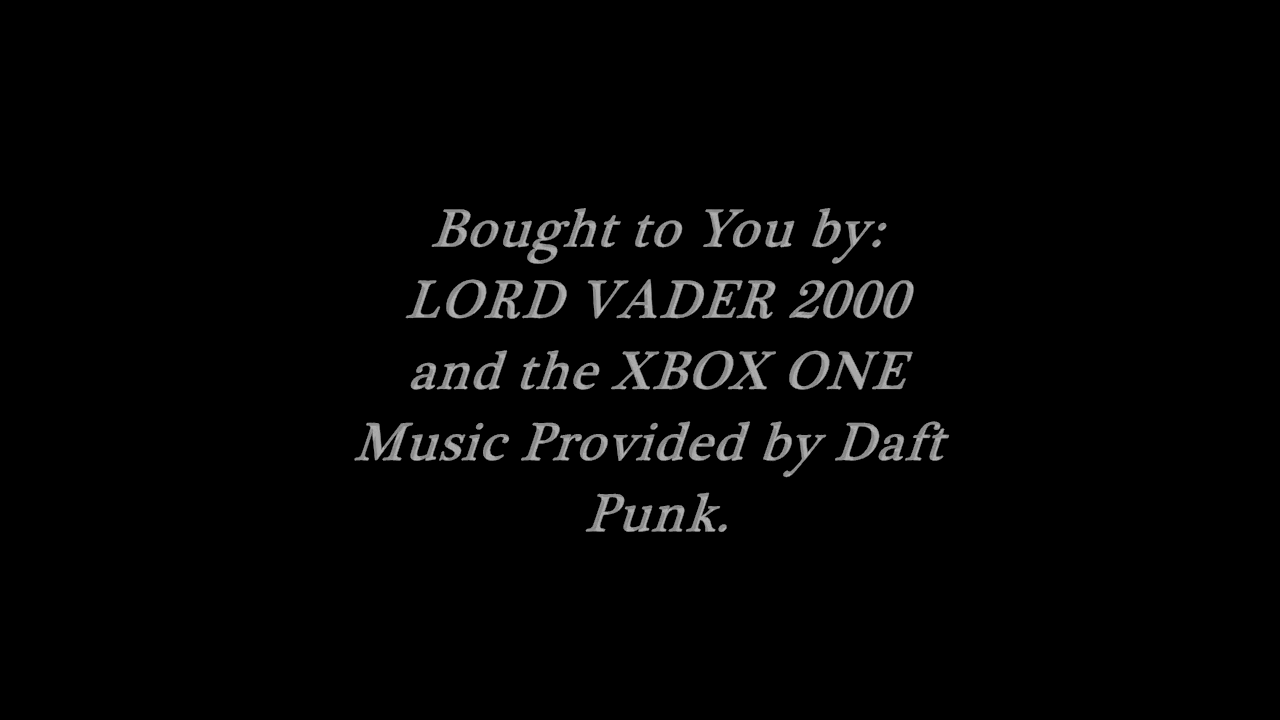 Bought to You by:
LORD VADER 2000
and the XBOX ONE
Music Provided by Daft
Punk.